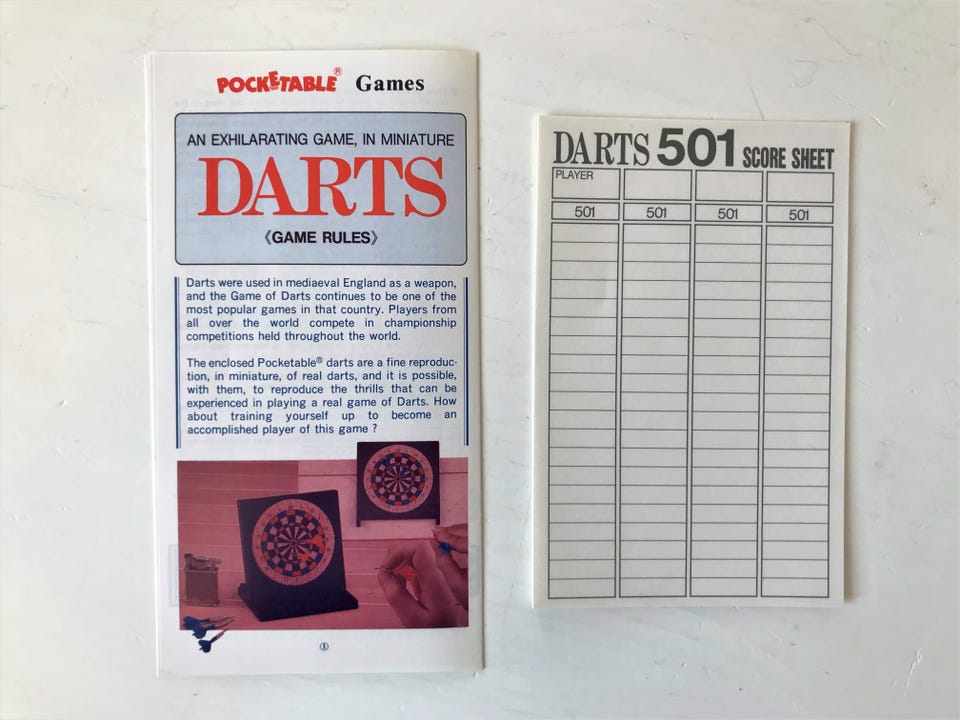 POCKETABLE® Games
AN EXHILARATING GAME, IN MINIATURE
DARTS
《GAME RULES》
Darts were used in mediaeval England as a weapon,
and the Game of Darts continues to be one of the
most popular games in that country. Players from
all over the world compete in championship
competitions held throughout the world.
The enclosed Pocketable® darts are a fine reproduc-
tion, in miniature, of real darts, and it is possible,
with them, to reproduce the thrills that can be
experienced in playing a real game of Darts. How
about training yourself up to become an
accomplished player of this game ?
①
DARTS 501 SCORE SHEET
PLAYER
501 501 501 501